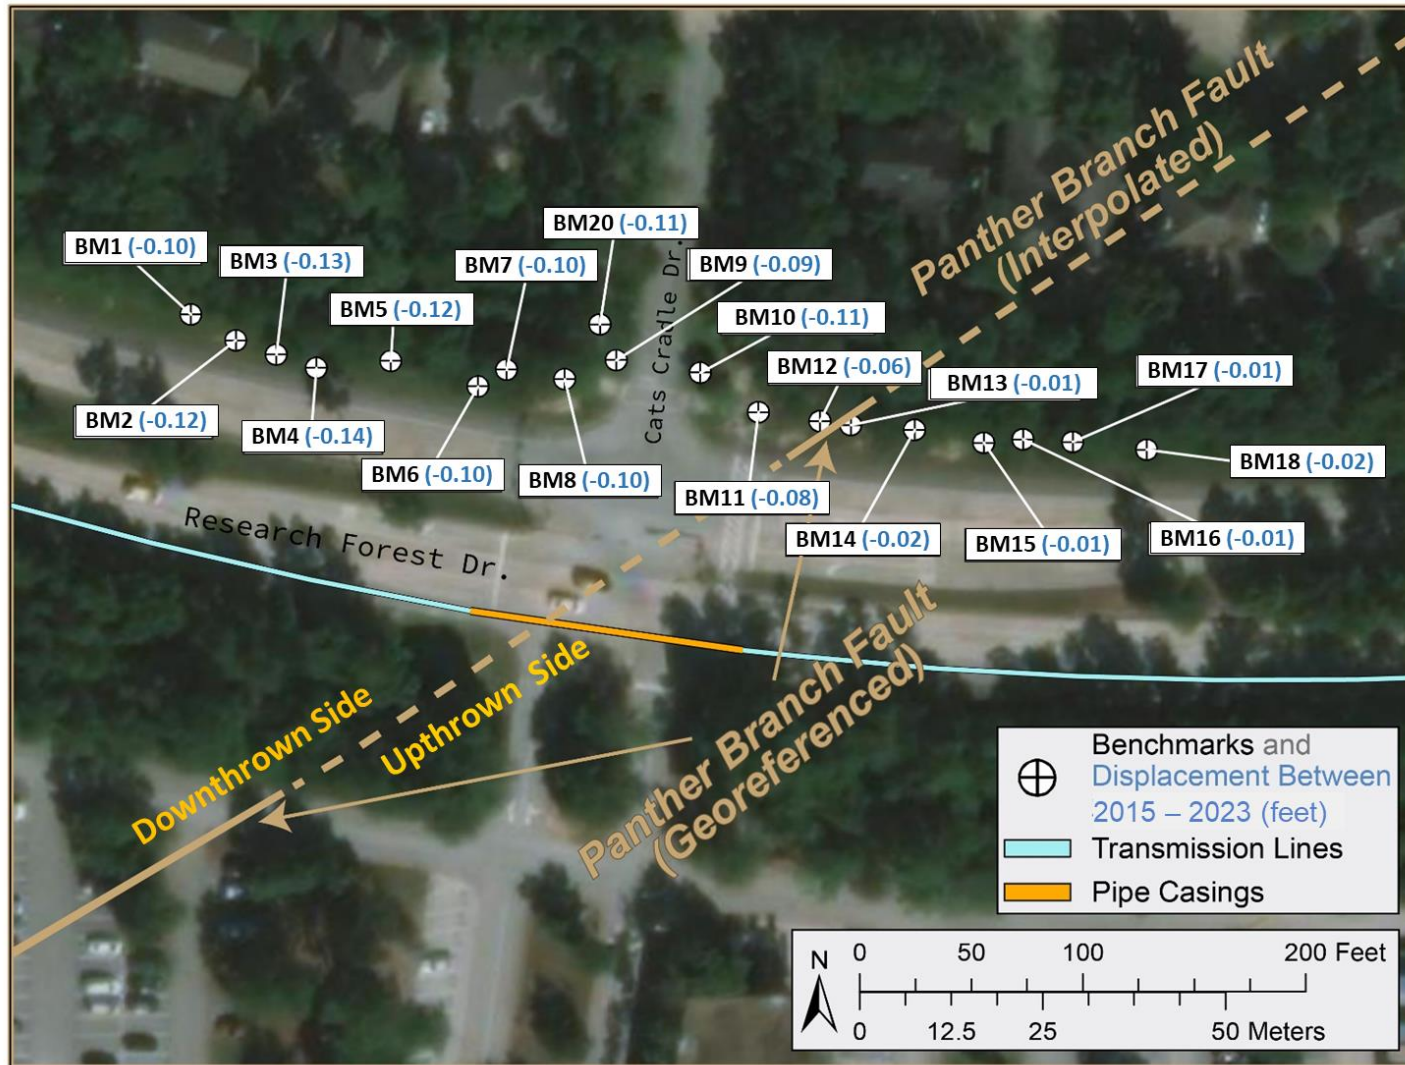 Panther Branch Fault
(Interpolated)
BM20 (-0.11)
BM1 (-0.10)
BM3 (-0.13)
BM7 (-0.10)
BM9 (-0.09)
Cats Cradle Dr.
BM5 (-0.12)
BM10 (-0.11)
BM12 (-0.06)
BM13 (-0.01)
BM17 (-0.01)
BM2 (-0.12)
BM4 (-0.14)
BM6 (-0.10)
BM8 (-0.10)
BM11 (-0.08)
BM18 (-0.02)
BM14 (-0.02)
BM15 (-0.01)
BM16 (-0.01)
Research Forest Dr.
Downthrown Side
Upthrown Side
Panther Branch Fault
(Georeferenced)
Benchmarks and
Displacement Between
2015 – 2023 (feet)
Transmission Lines
Pipe Casings
N
0 50 100 200 Feet
0 12.5 25 50 Meters